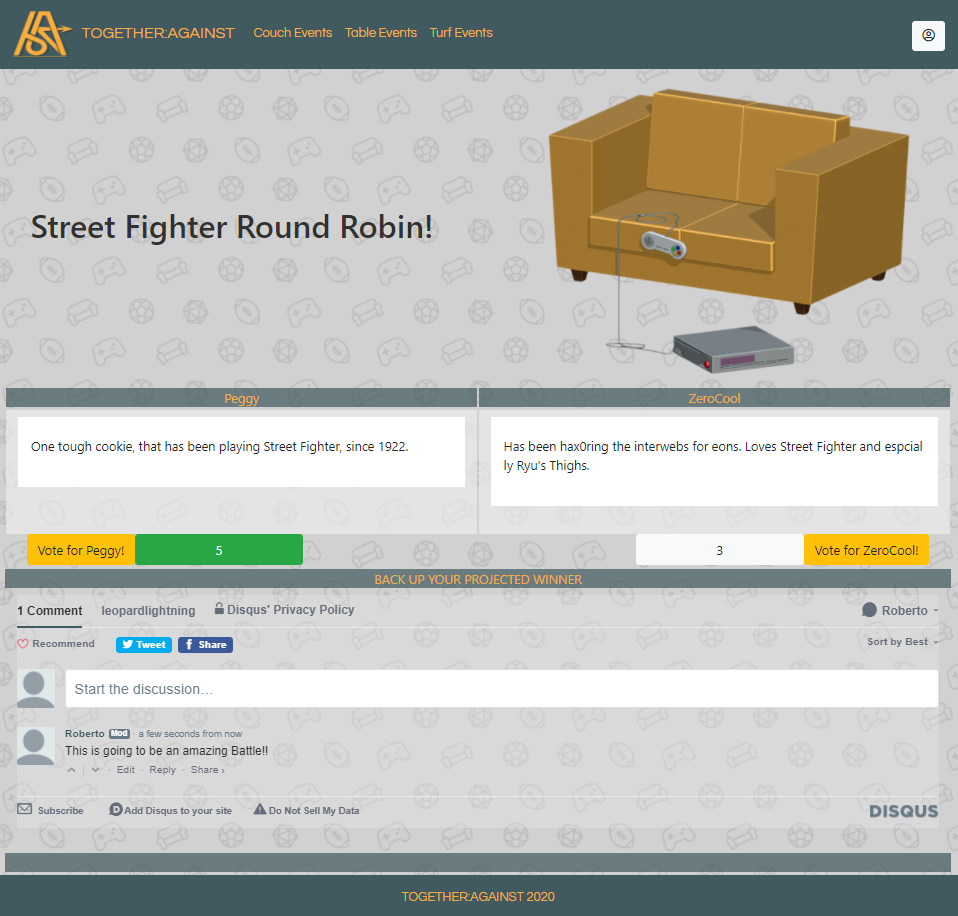 TOGETHER:AGAINST Couch Events Table Events Turf Events
Street Fighter Round Robin!
Peggy
One tough cookie, that has been playing Street Fighter, since 1922.
ZeroCool
Has been hax0ring the interwebs for eons. Loves Street Fighter and espcial
ly Ryu's Thighs.
Vote for Peggy! 5
3 Vote for ZeroCool!
BACK UP YOUR PROJECTED WINNER
1 Comment leopardlightning Disqus' Privacy Policy Roberto
Recommend Tweet Share Sort by Best
Start the discussion…
Roberto Mod · a few seconds from now
This is going to be an amazing Battle!!
Edit · Reply · Share ›
Subscribe Add Disqus to your site Do Not Sell My Data DISQUS
TOGETHER:AGAINST 2020